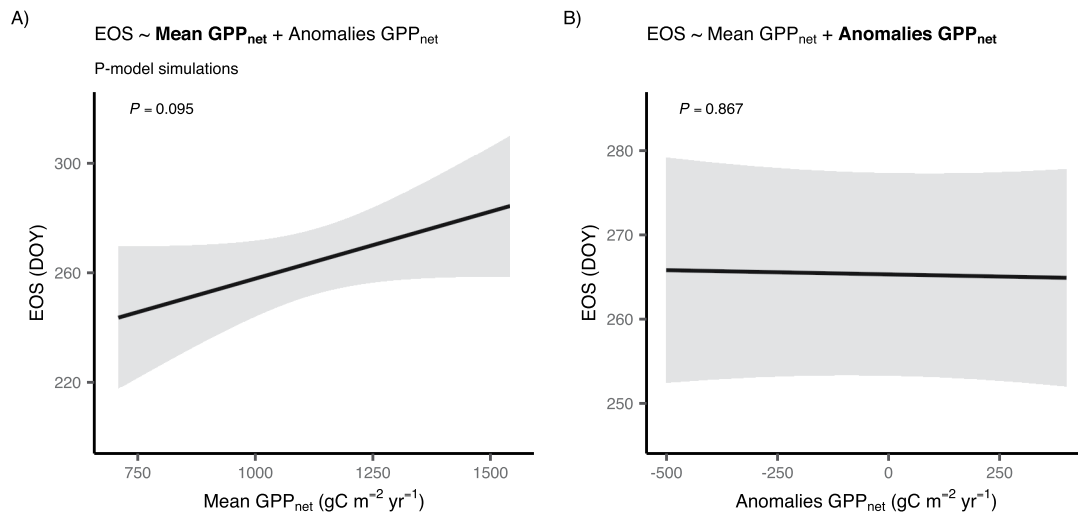 A)
EOS ~ Mean GPPnet + Anomalies GPPnet
P-model simulations
P = 0.095
300
260
220
EOS (DOY)
750 1000 1250 1500
Mean GPPnet (gC m⁻² yr⁻¹)
B)
EOS ~ Mean GPPnet + Anomalies GPPnet
P = 0.867
280
270
260
250
EOS (DOY)
-500 -250 0 250
Anomalies GPPnet (gC m⁻² yr⁻¹)